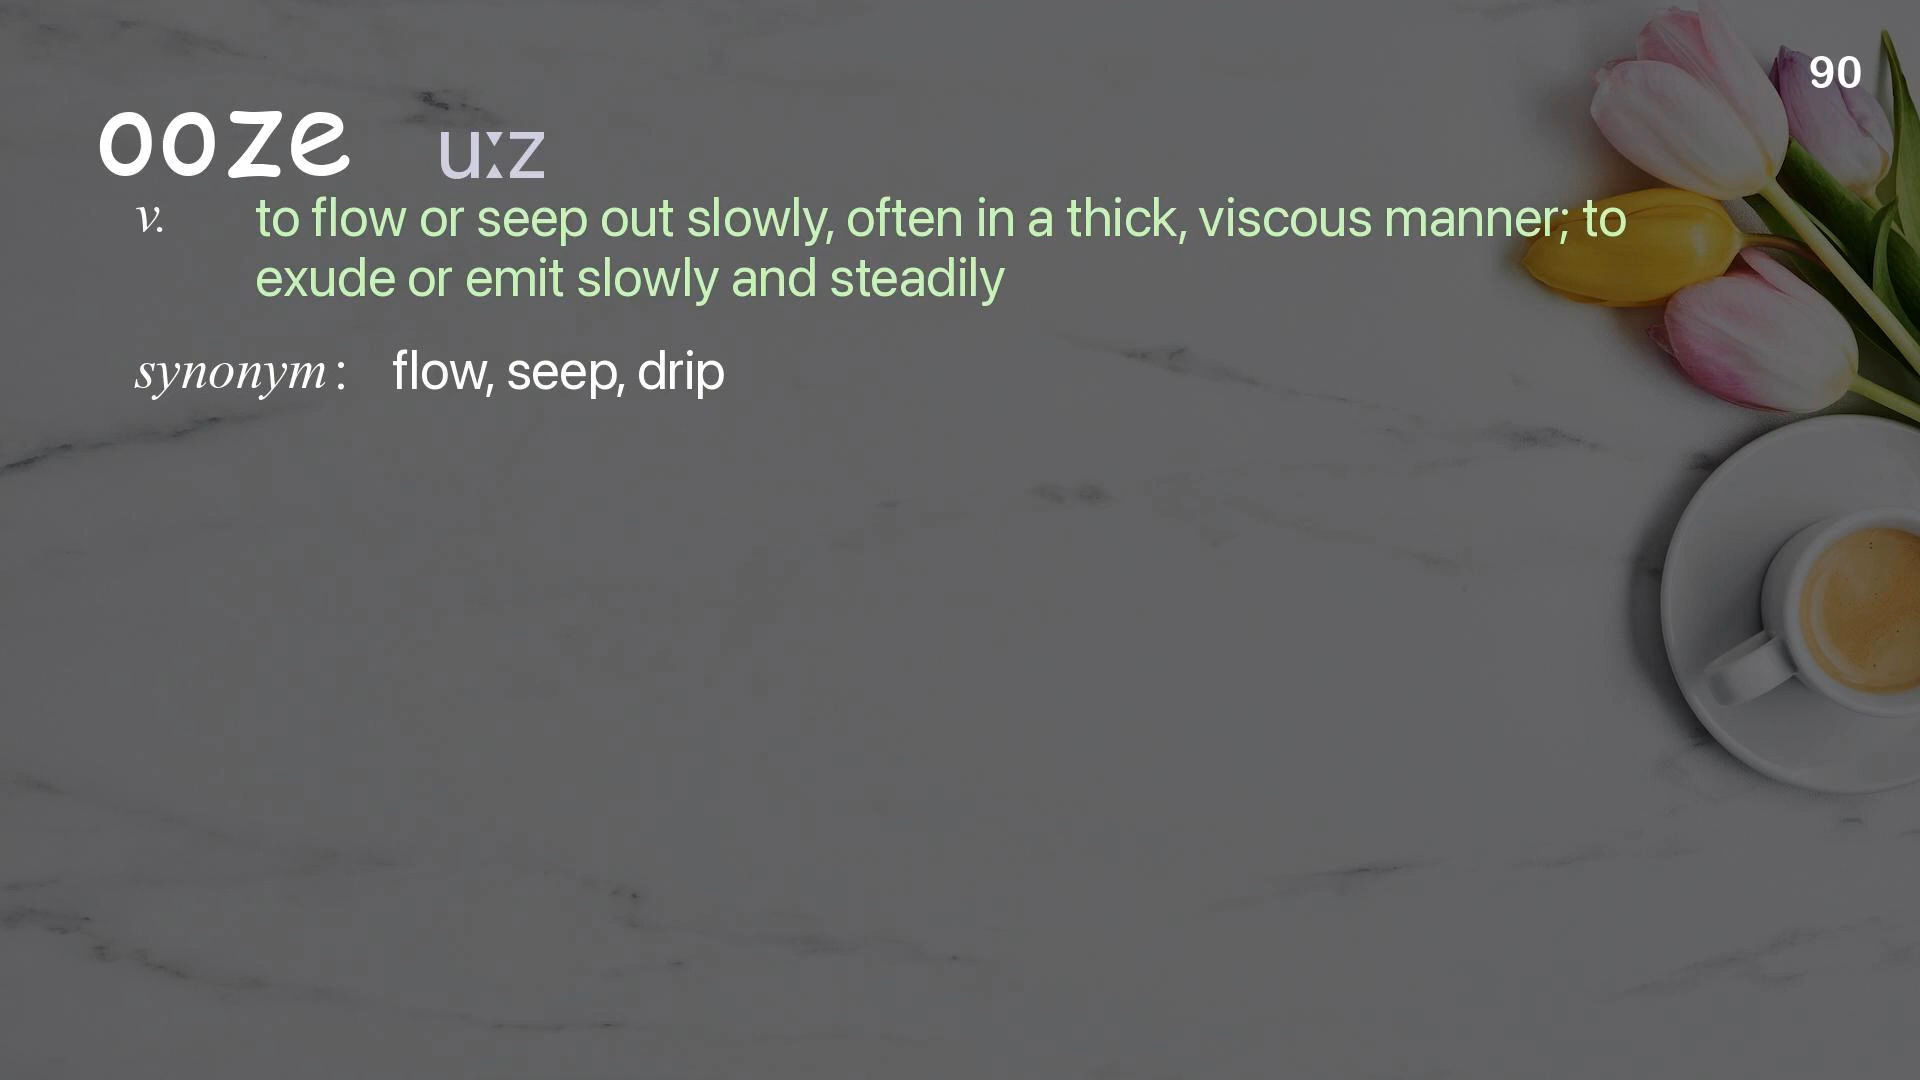 90
ooze uːz
v. to flow or seep out slowly, often in a thick, viscous manner; to
exude or emit slowly and steadily
synonym : flow, seep, drip